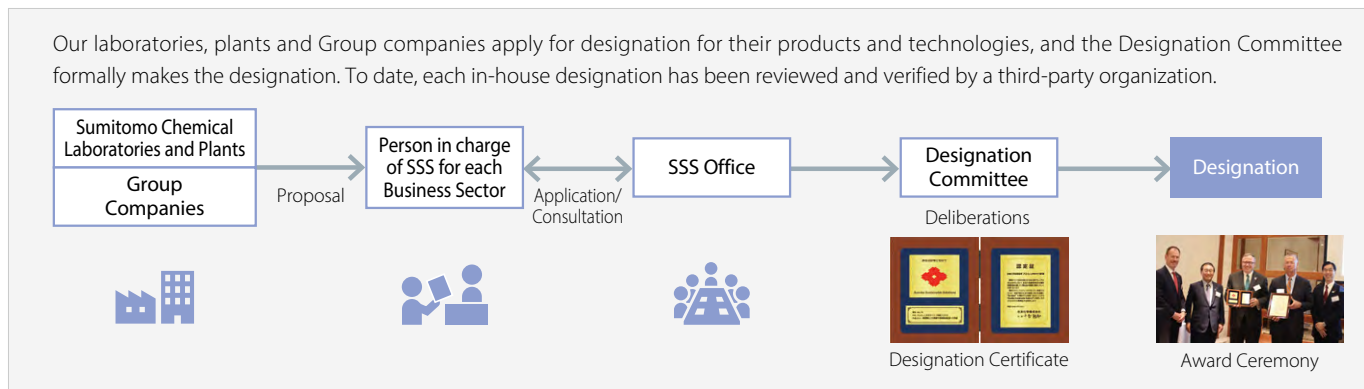 Our laboratories, plants and Group companies apply for designation for their products and technologies, and the Designation Committee
formally makes the designation. To date, each in-house designation has been reviewed and verified by a third-party organization.
Sumitomo Chemical
Laboratories and Plants
Group
Companies
Proposal
Person in charge
of SSS for each
Business Sector
Application/
Consultation
SSS Office
Designation
Committee
Deliberations
Designation
認定証
Designation Certificate
Award Ceremony